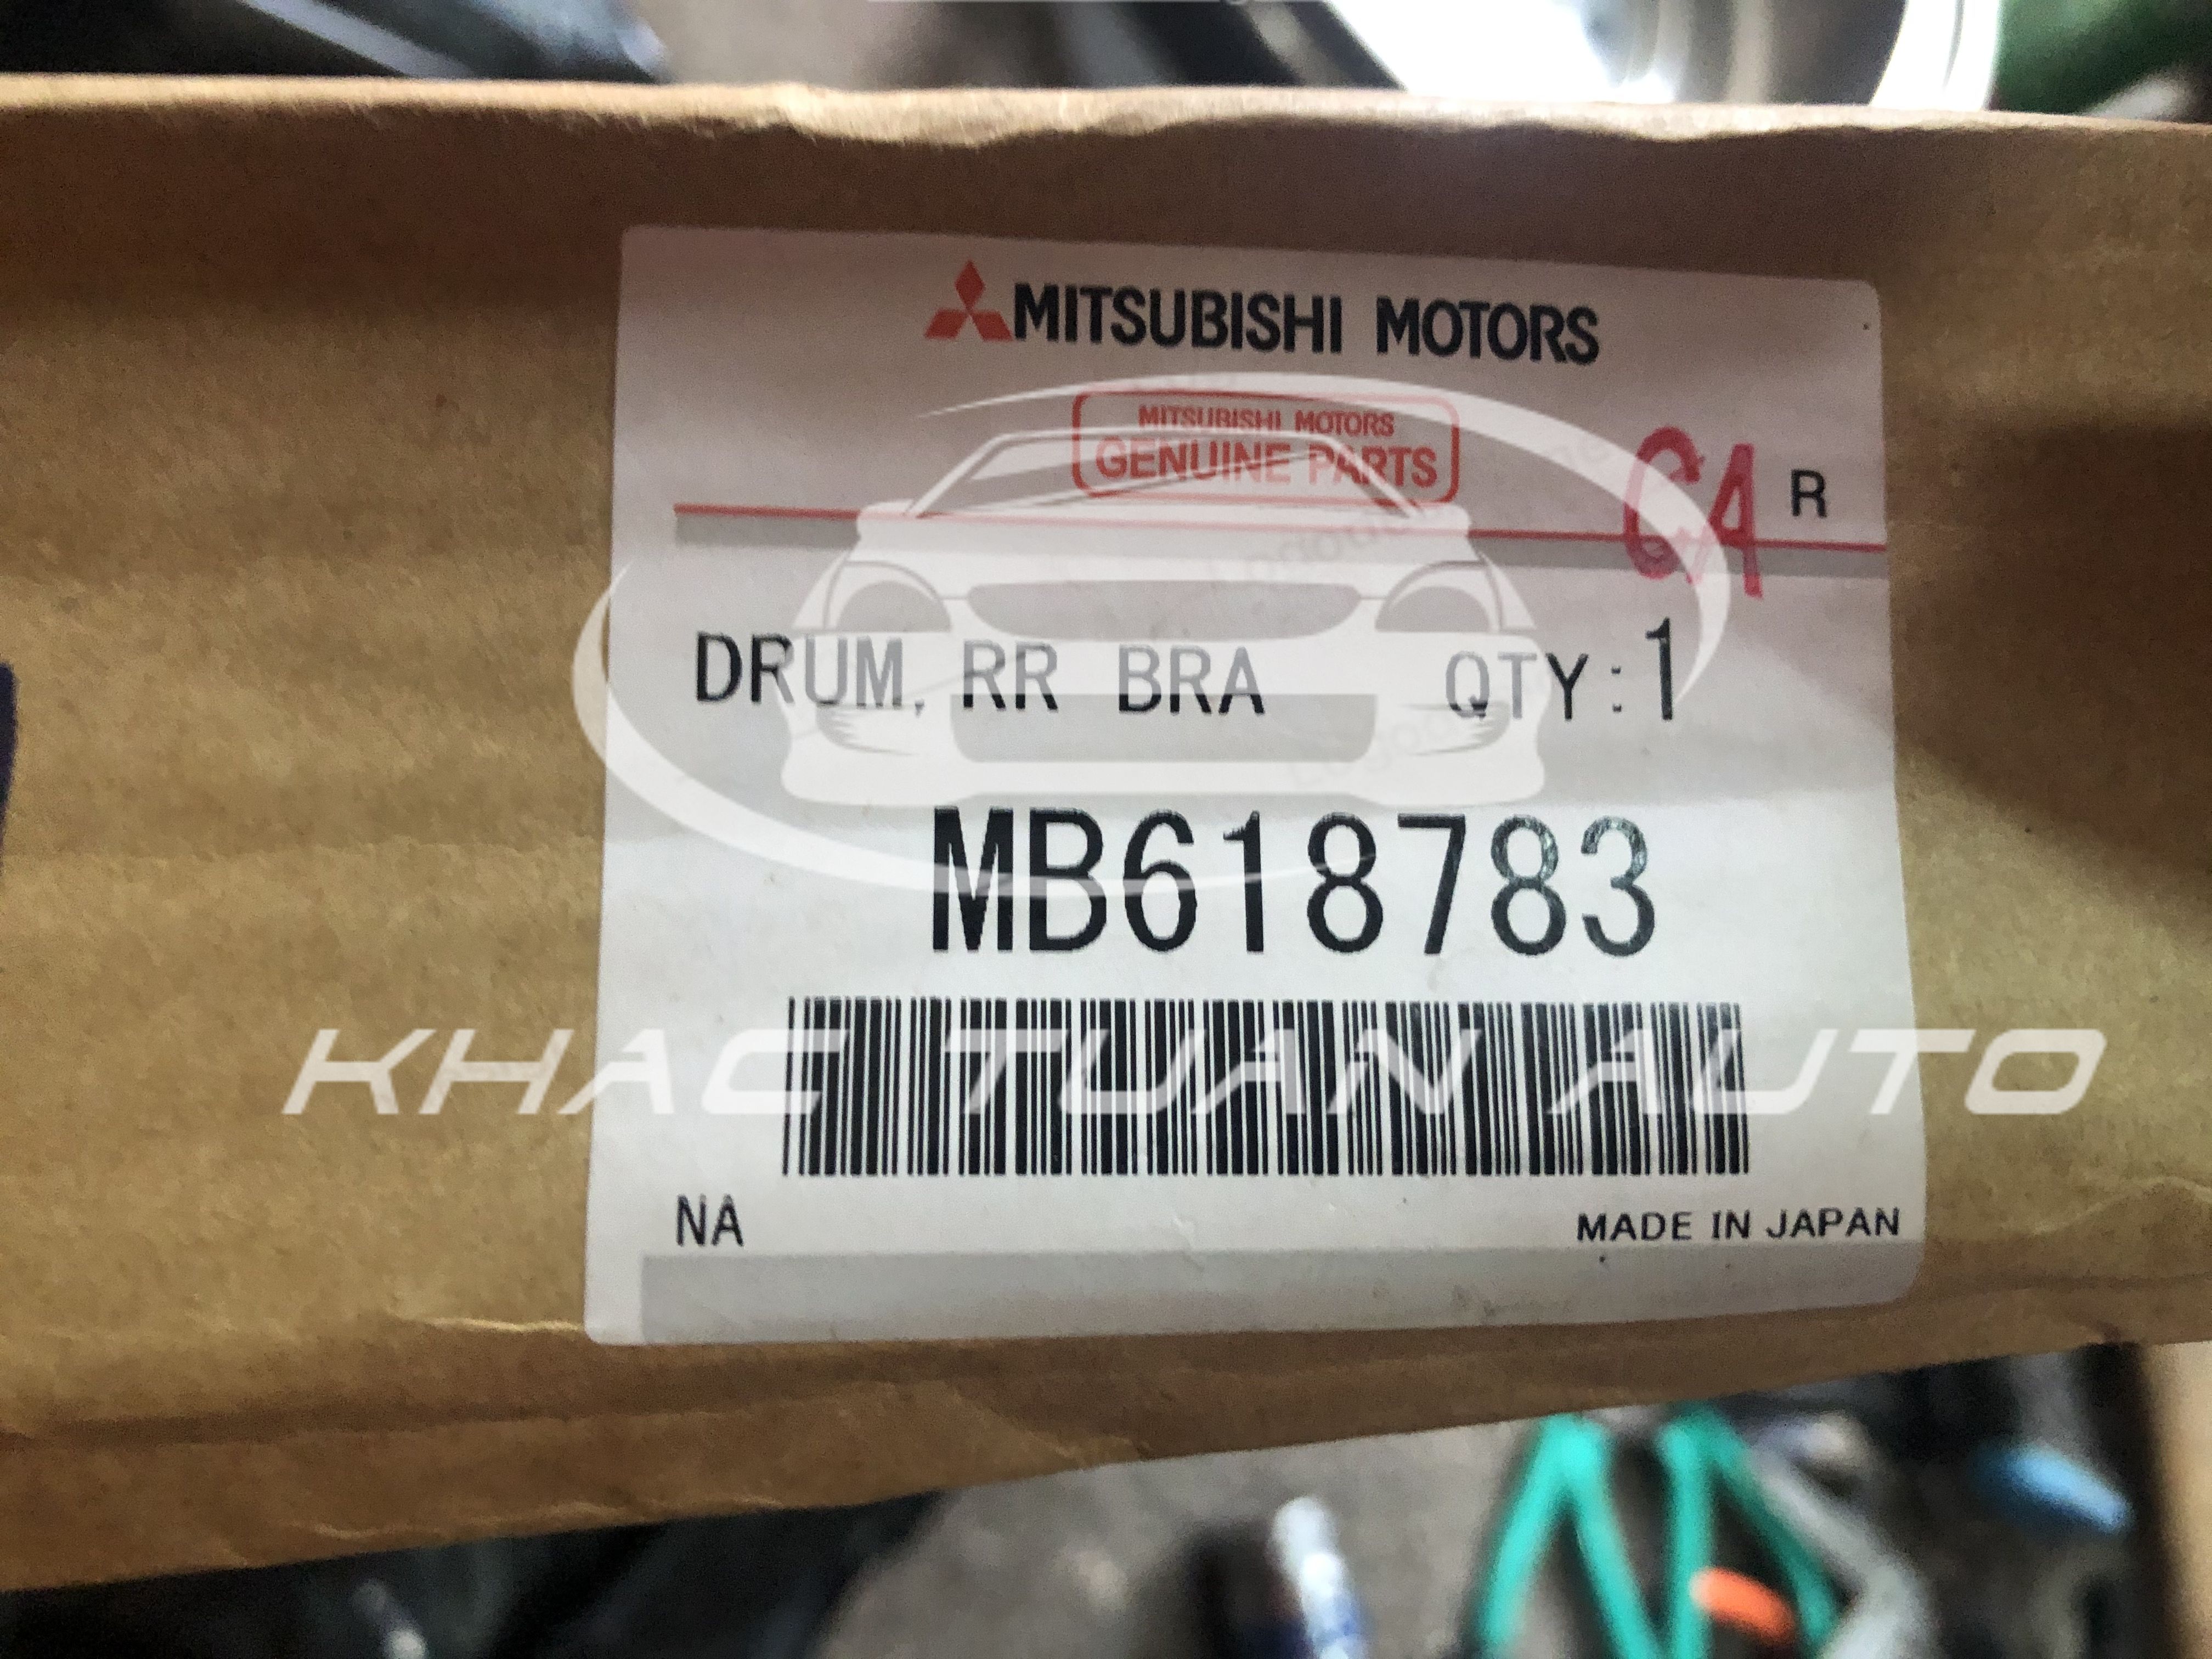 MITSUBISHI MOTORS
MITSUBISHI MOTORS
GENUINE PARTS
CA R
DRUM, RR BRA QTY:1
MB618783
KHAC TUAN AUTO
NA MADE IN JAPAN